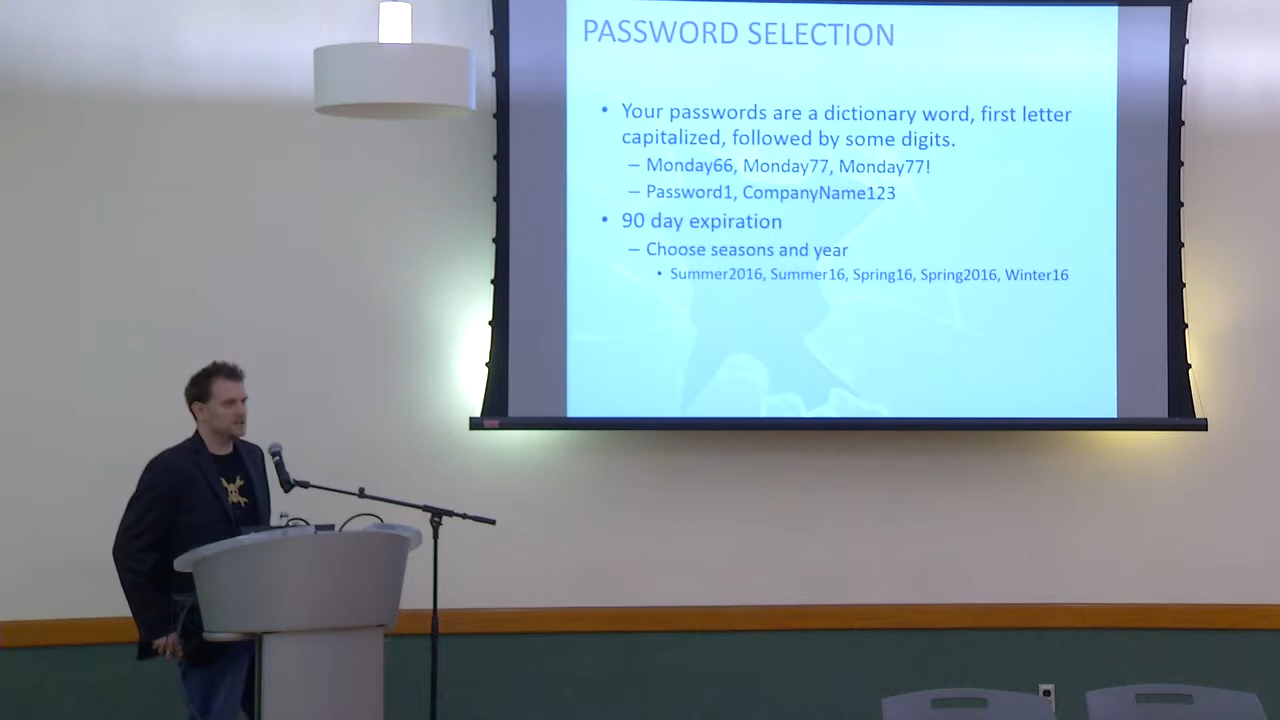 PASSWORD SELECTION
• Your passwords are a dictionary word, first letter
capitalized, followed by some digits.
– Monday66, Monday77, Monday77!
– Password1, CompanyName123
• 90 day expiration
– Choose seasons and year
• Summer2016, Summer16, Spring16, Spring2016, Winter16